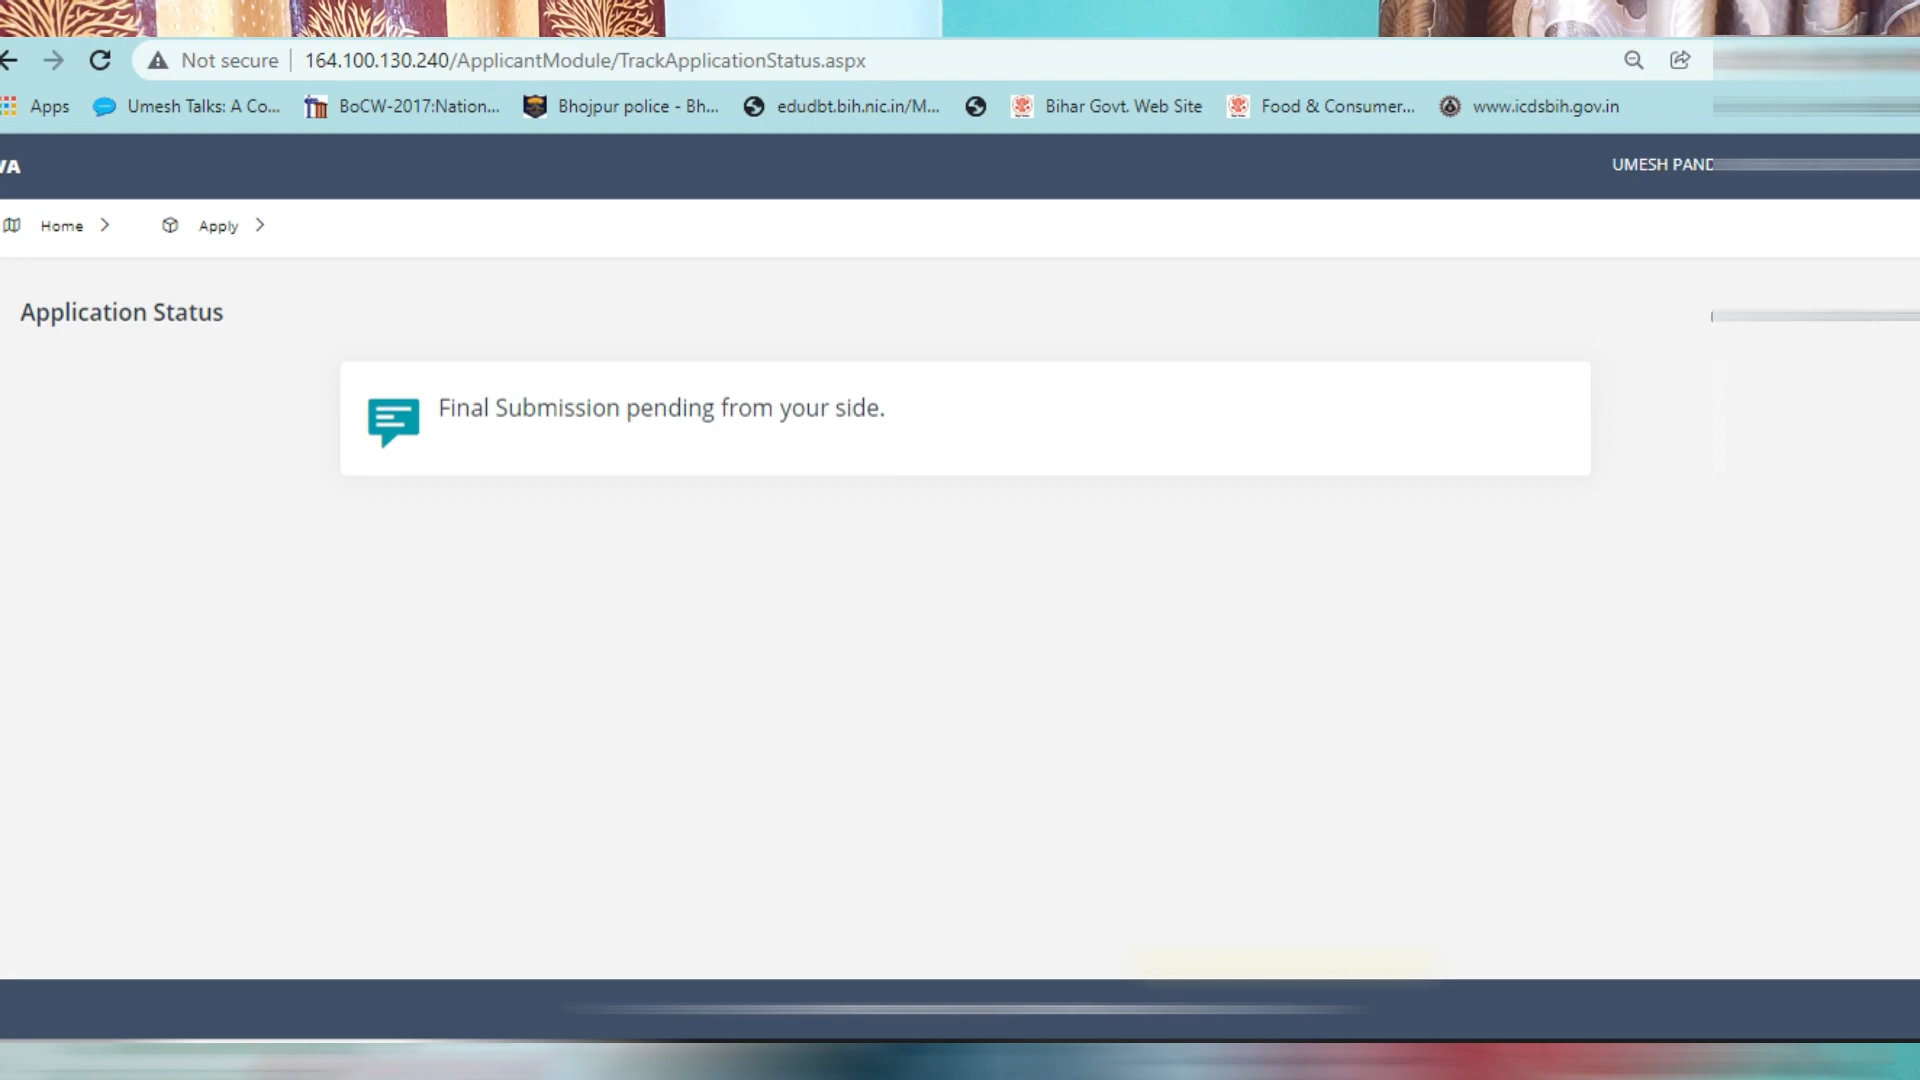 Not secure | 164.100.130.240/ApplicantModule/TrackApplicationStatus.aspx
Apps Umesh Talks: A Co... BoCW-2017:Nation... Bhojpur police - Bh... edudbt.bih.nic.in/M... Bihar Govt. Web Site Food & Consumer... www.icdsbih.gov.in
VA UMESH PAND
Home Apply
Application Status
Final Submission pending from your side.